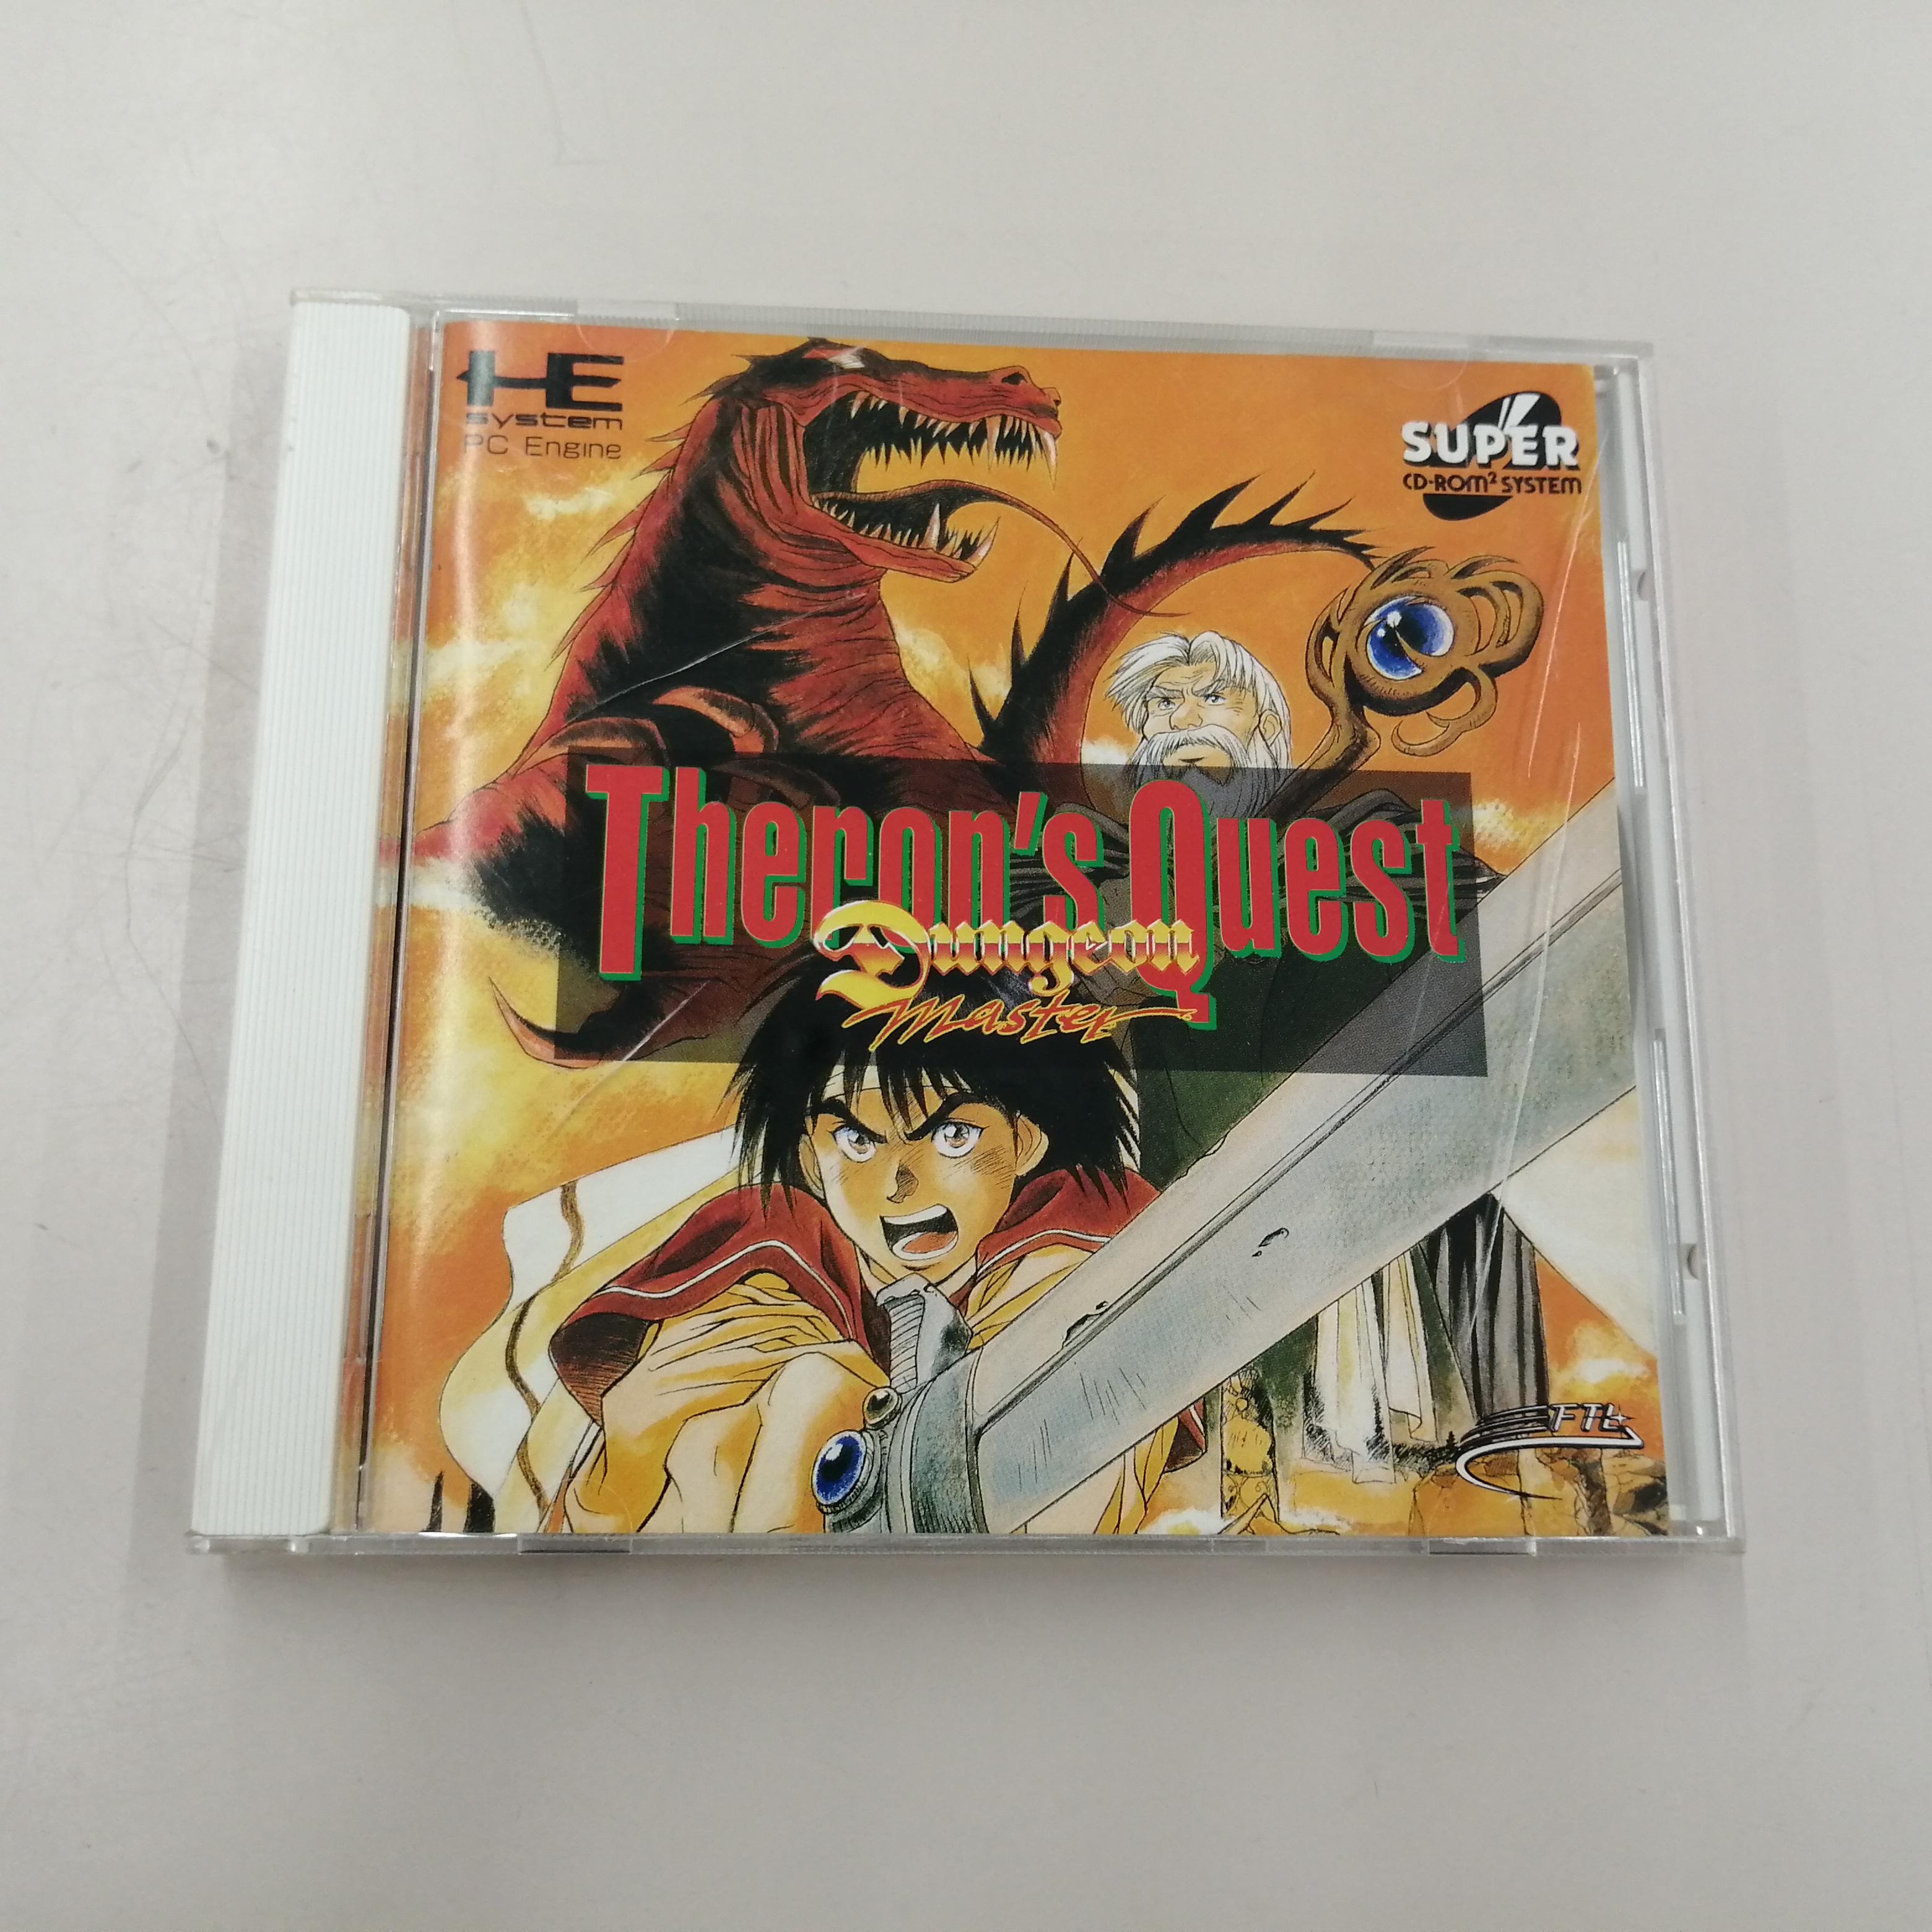 HE
system
PC Engine
SUPER
CD-ROM² SYSTEM
Theron's Quest
Dungeon
Master
FTL